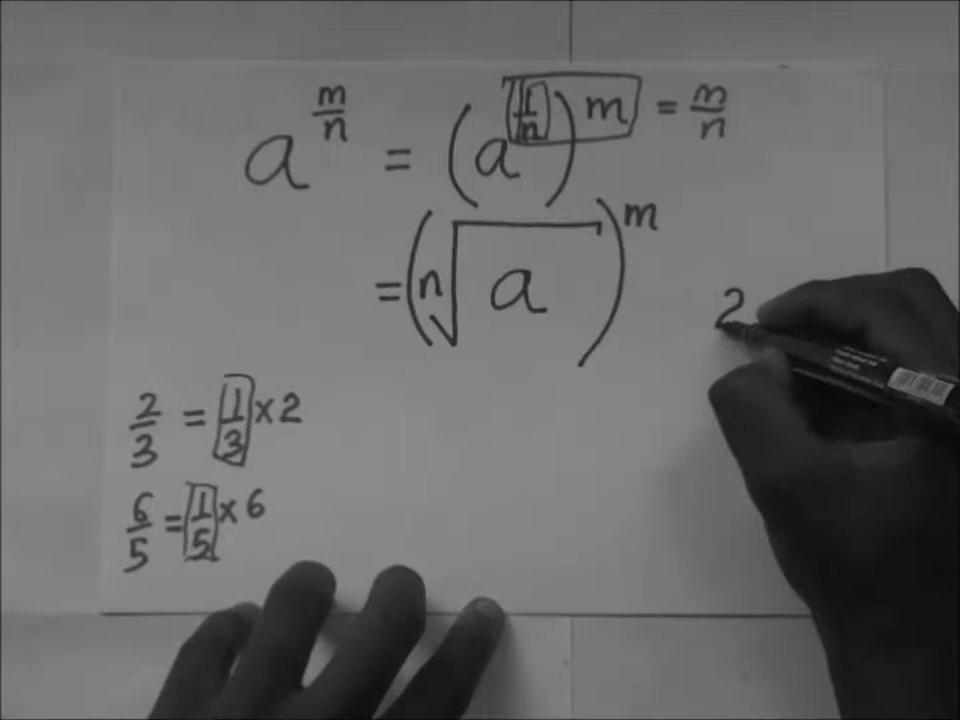 a^(m/n) = (a^(1/n))^m = m/n
= (ⁿ√a)^m
2
2/3 = 1/3 × 2
6/5 = 1/5 × 6